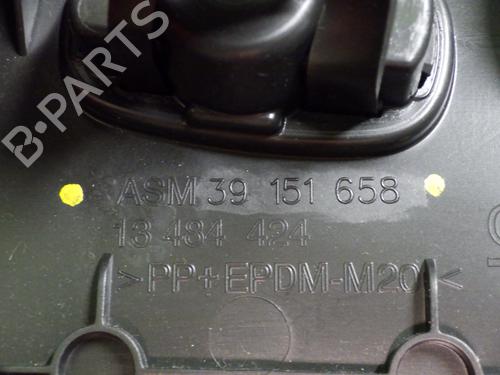 B-PARTS
ASM 39 151 658
13 484 424
>PP+EPDM-M20<